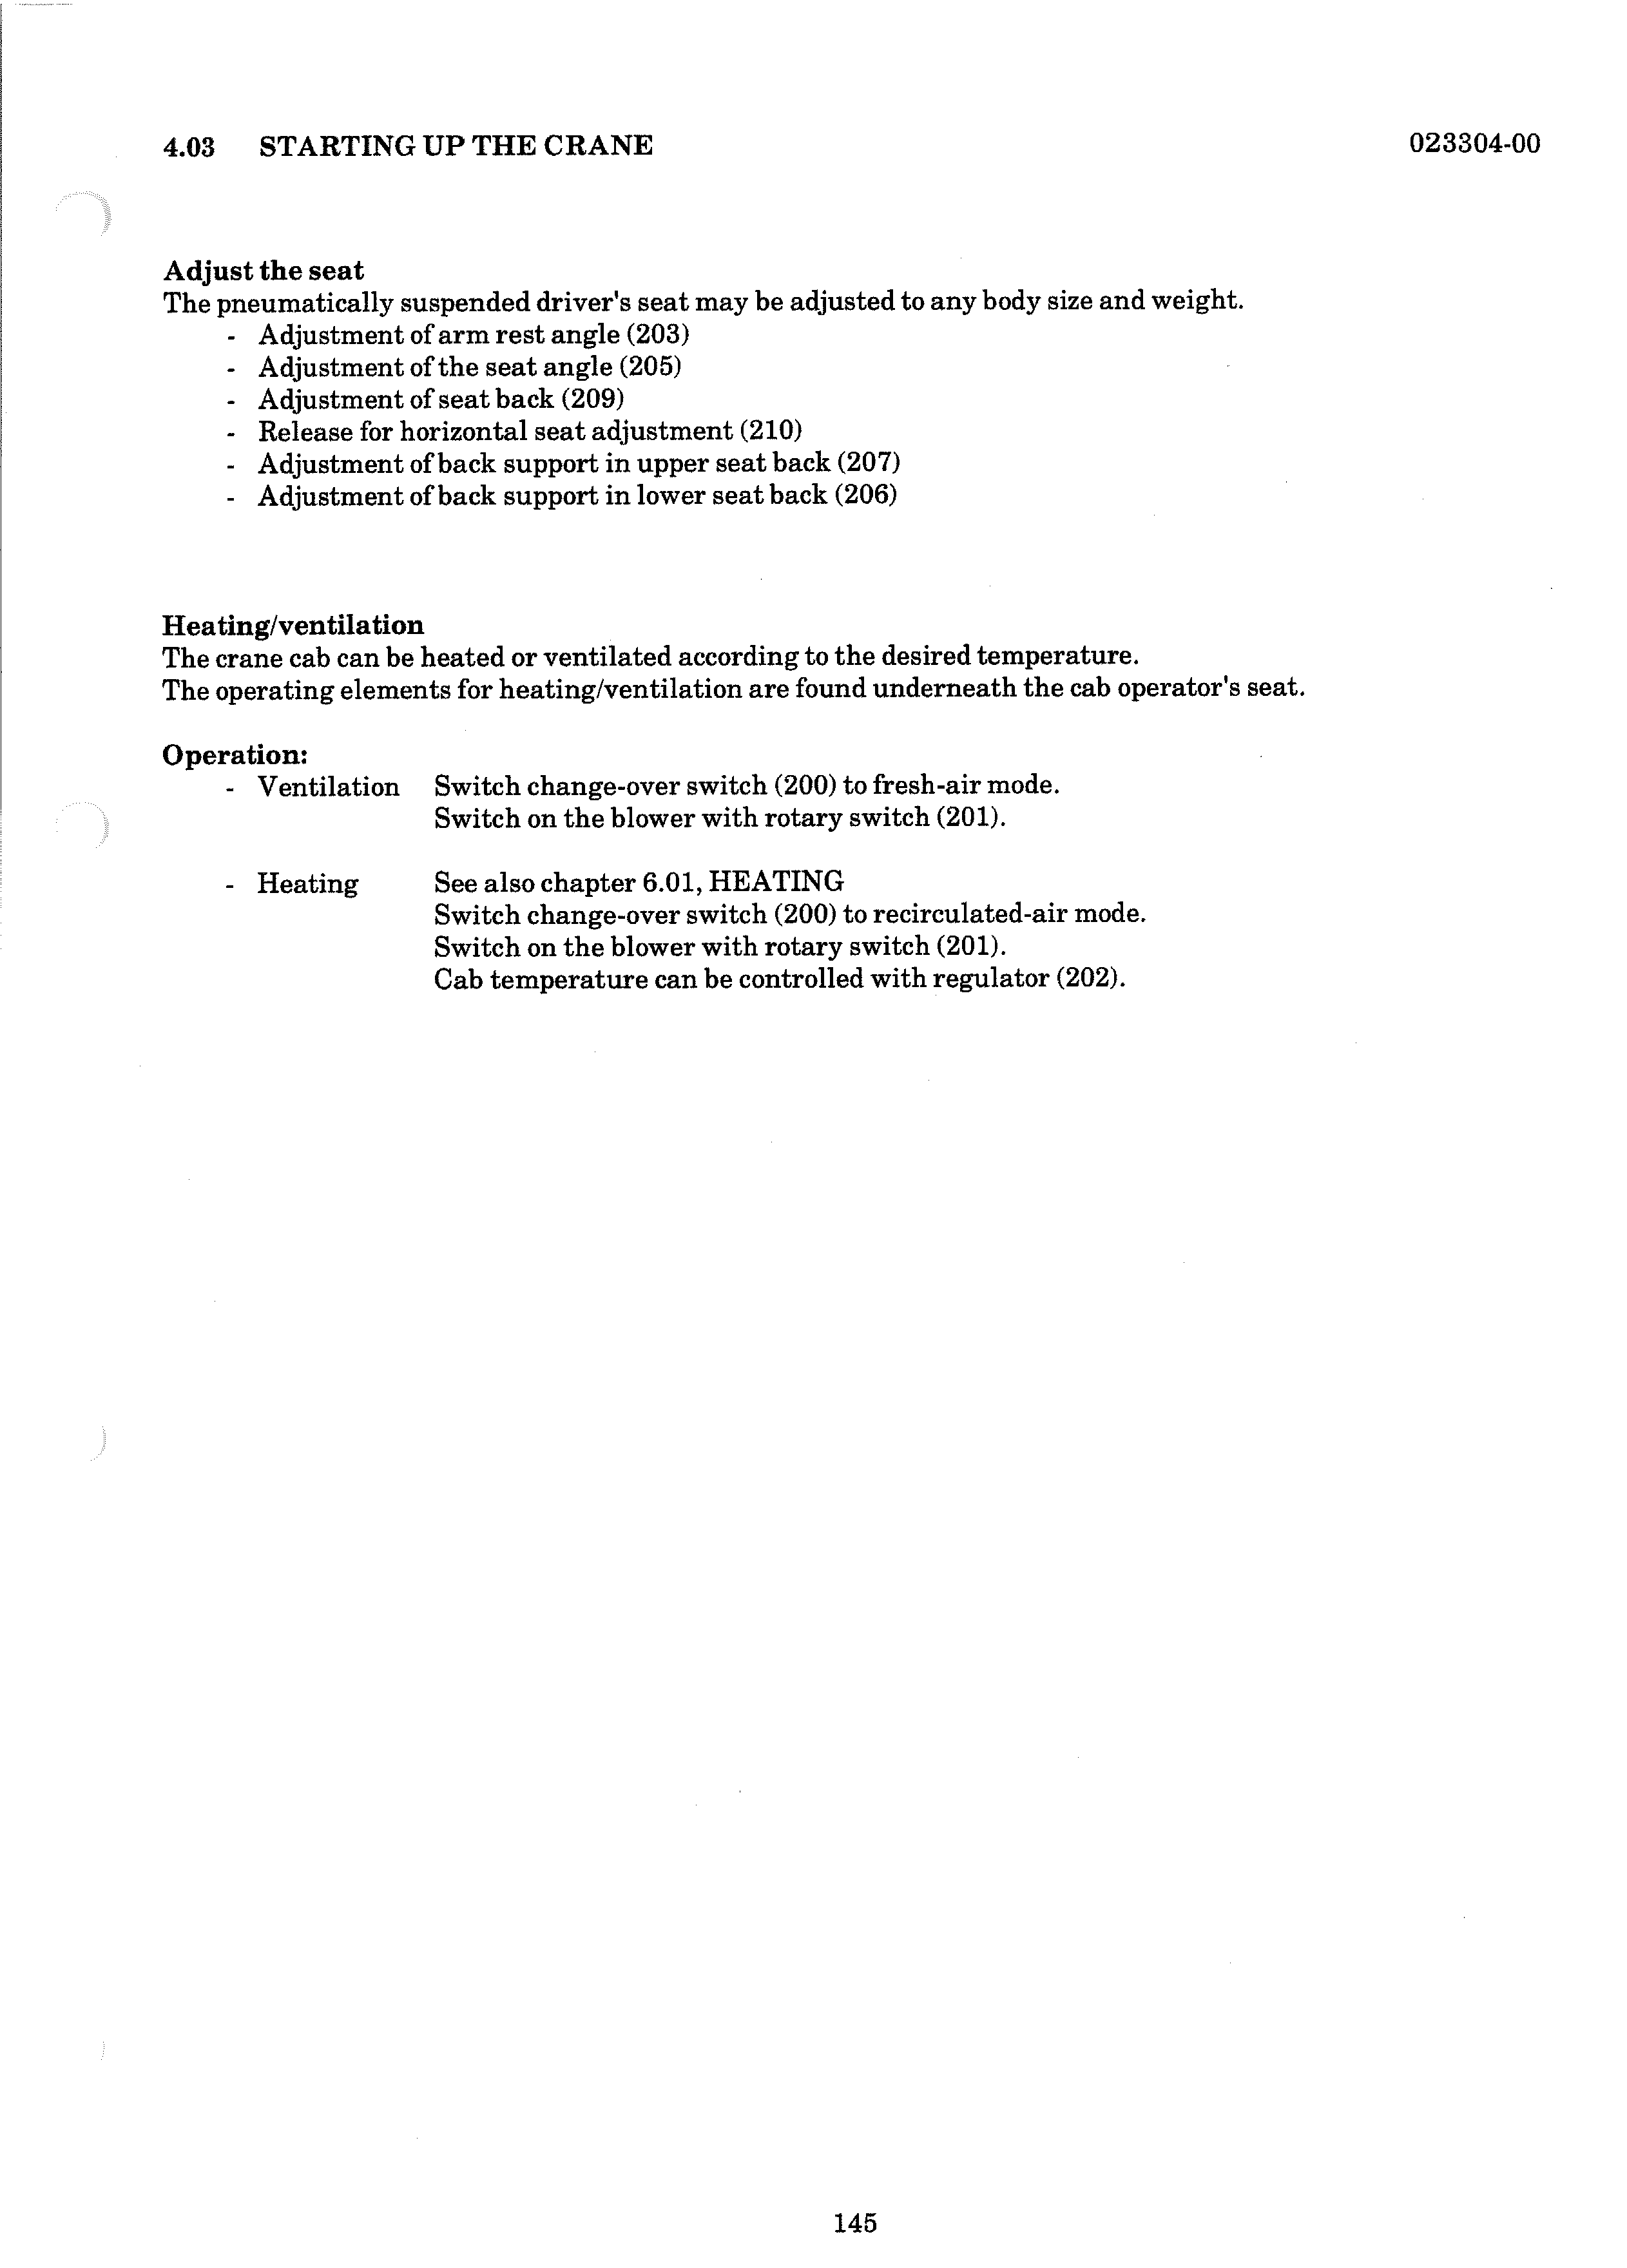 4.03 STARTING UP THE CRANE 023304-00
Adjust the seat
The pneumatically suspended driver's seat may be adjusted to any body size and weight.
- Adjustment of arm rest angle (203)
- Adjustment of the seat angle (205)
- Adjustment of seat back (209)
- Release for horizontal seat adjustment (210)
- Adjustment of back support in upper seat back (207)
- Adjustment of back support in lower seat back (206)
Heating/ventilation
The crane cab can be heated or ventilated according to the desired temperature.
The operating elements for heating/ventilation are found underneath the cab operator's seat.
Operation:
- Ventilation Switch change-over switch (200) to fresh-air mode.
Switch on the blower with rotary switch (201).
- Heating See also chapter 6.01, HEATING
Switch change-over switch (200) to recirculated-air mode.
Switch on the blower with rotary switch (201).
Cab temperature can be controlled with regulator (202).
145